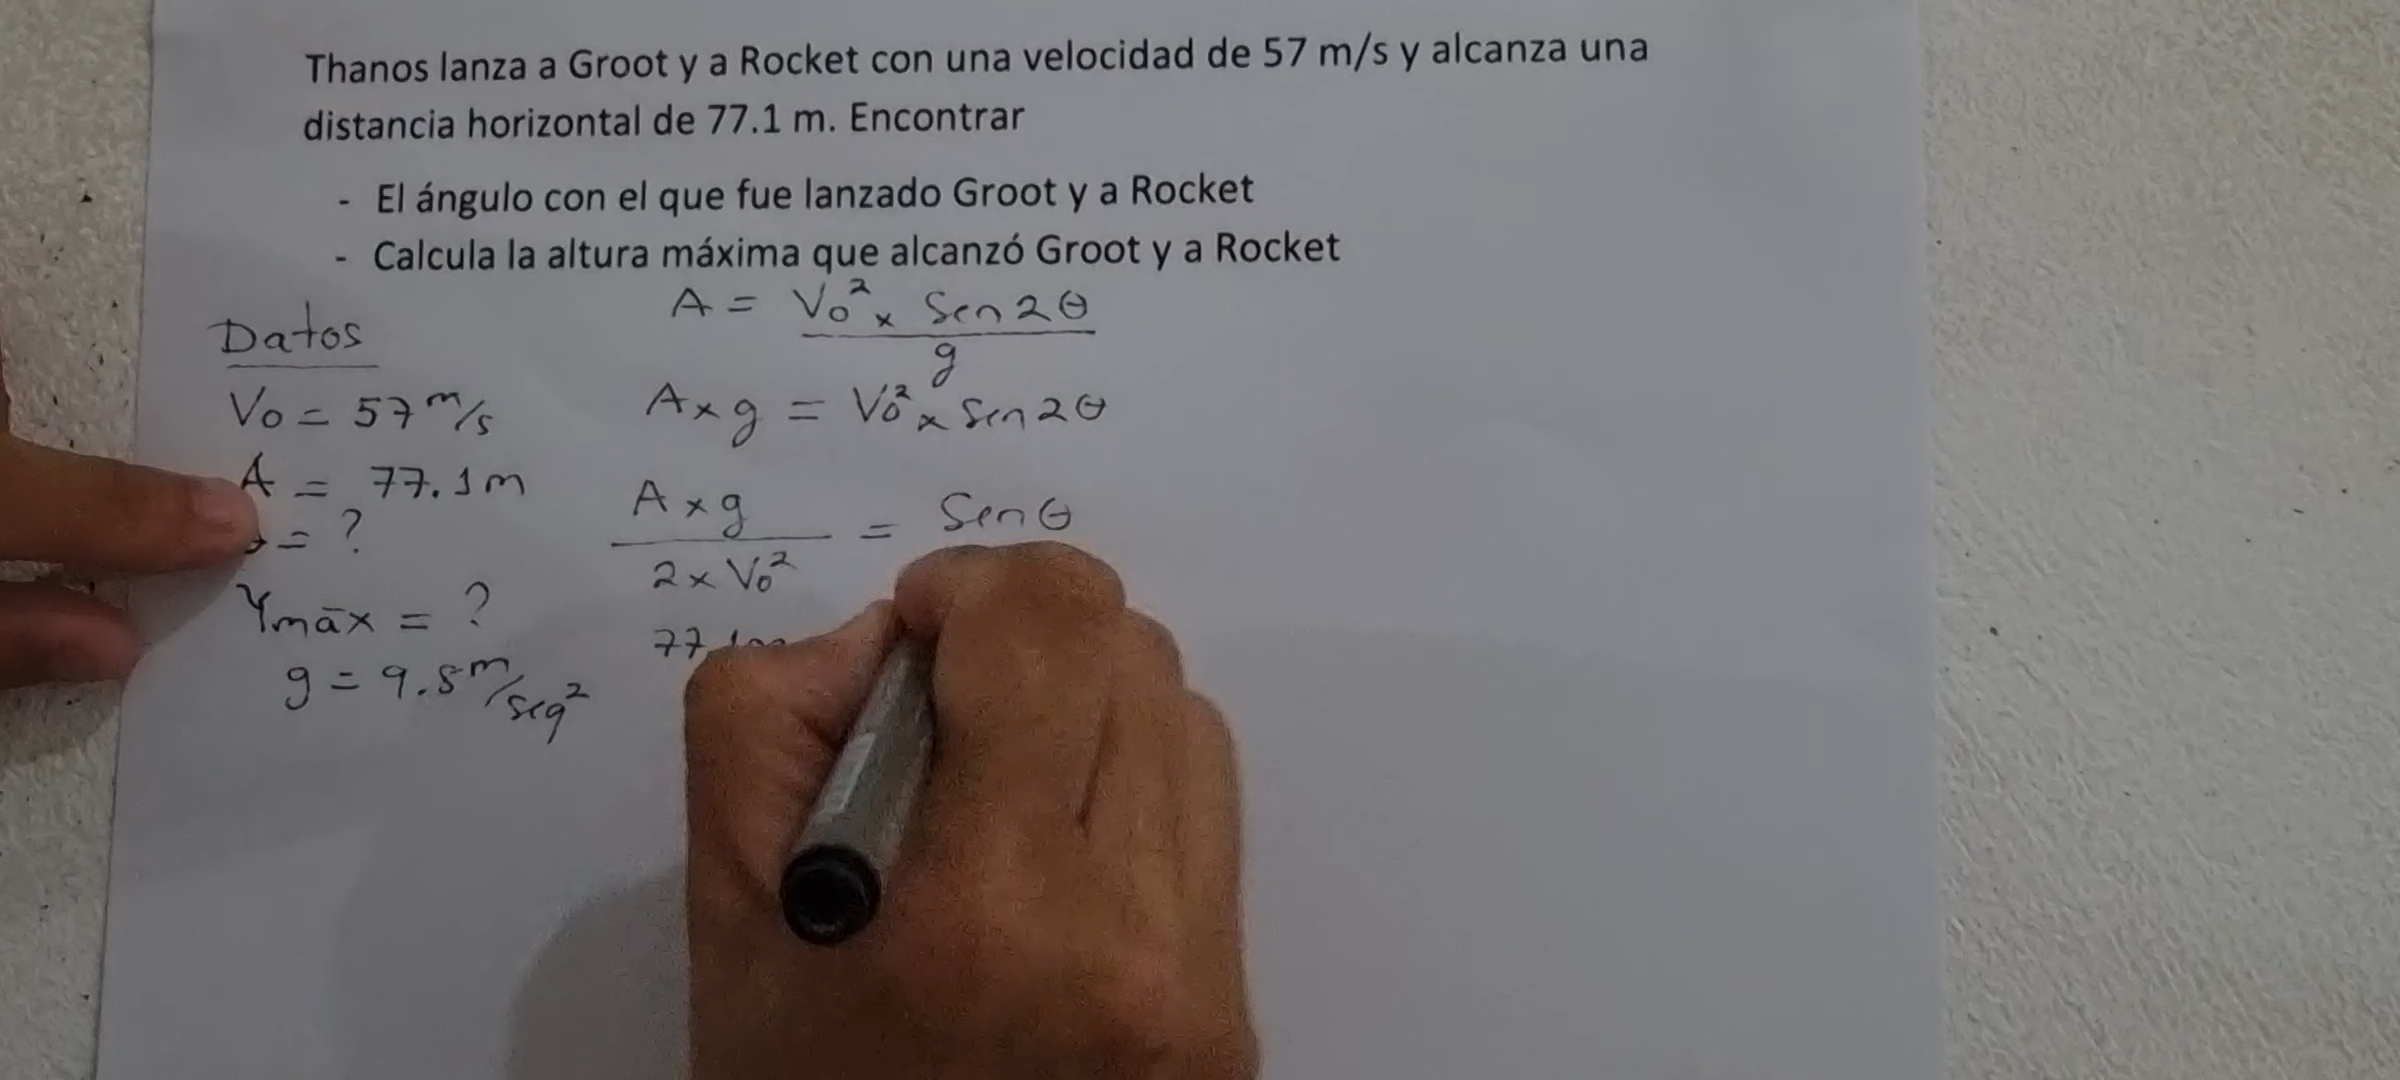 Thanos lanza a Groot y a Rocket con una velocidad de 57 m/s y alcanza una
distancia horizontal de 77.1 m. Encontrar
- El ángulo con el que fue lanzado Groot y a Rocket
- Calcula la altura máxima que alcanzó Groot y a Rocket
Datos
Vo = 57 m/s
A = 77.1m
= ?
Ymáx = ?
g = 9.8 m/seg²
A = Vo² x Sen 2θ / g
A x g = Vo² x Sen 2θ
A x g / 2 x Vo² = Sen θ
77.1